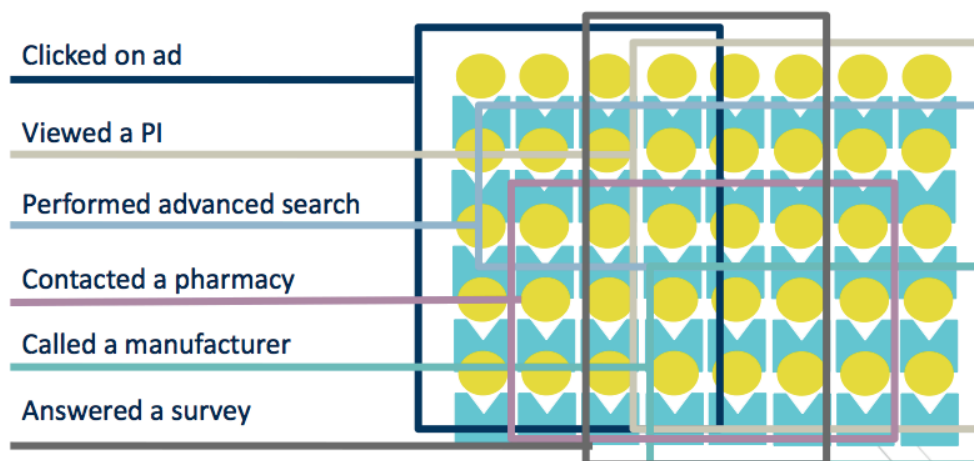 Clicked on ad
Viewed a PI
Performed advanced search
Contacted a pharmacy
Called a manufacturer
Answered a survey